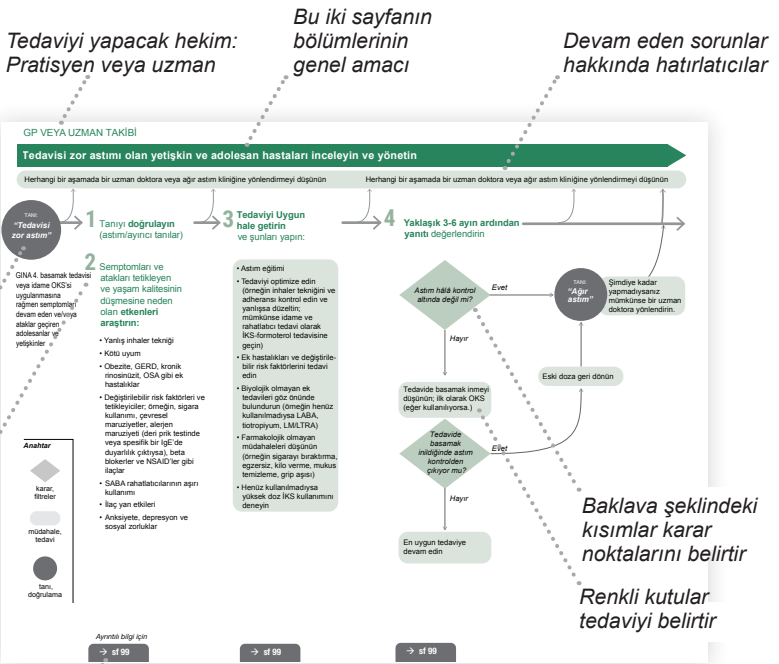 Tedaviyi yapacak hekim:
Pratisyen veya uzman
Bu iki sayfanın
bölümlerinin
genel amacı
Devam eden sorunlar
hakkında hatırlatıcılar
GP VEYA UZMAN TAKİBİ
Tedavisi zor astımı olan yetişkin ve adolesan hastaları inceleyin ve yönetin
Herhangi bir aşamada bir uzman doktora veya ağır astım kliniğine yönlendirmeyi düşünün
Herhangi bir aşamada bir uzman doktora veya ağır astım kliniğine yönlendirmeyi düşünün
TANI:
"Tedavisi
zor astım"
GINA 4. basamak tedavisi
veya idame OKS'si
uygulanmasına
rağmen semptomları
devam eden ve/veya
ataklar geçiren
adolesanlar ve
yetişkinler
1 Tanıyı doğrulayın
(astım/ayırıcı tanılar)
2 Semptomları ve
atakları tetikleyen
ve yaşam kalitesinin
düşmesine neden
olan etkenleri
araştırın:
• Yanlış inhaler tekniği
• Kötü uyum
• Obezite, GERD, kronik
rinosinüzit, OSA gibi ek
hastalıklar
• Değiştirilebilir risk faktörleri ve
tetikleyiciler; örneğin, sigara
kullanımı, çevresel
maruziyetler, alerjen
maruziyeti (deri prik testinde
veya spesifik bir IgE'de
duyarlılık çıktıysa), beta
blokerler ve NSAID'ler gibi
ilaçlar
• SABA rahatlatıcılarının aşırı
kullanımı
• İlaç yan etkileri
• Anksiyete, depresyon ve
sosyal zorluklar
3 Tedaviyi Uygun
hale getirin
ve şunları yapın:
• Astım eğitimi
• Tedaviyi optimize edin
(örneğin inhaler tekniğini ve
adheransı kontrol edin ve
yanlışsa düzeltin;
mümkünse idame ve
rahatlatıcı tedavi olarak
İKS-formoterol tedavisine
geçin)
• Ek hastalıkları ve değiştirile-
bilir risk faktörlerini tedavi
edin
• Biyolojik olmayan ek
tedavileri göz önünde
bulundurun (örneğin henüz
kullanılmadıysa LABA,
tiotropiyum, LM/LTRA)
• Farmakolojik olmayan
müdahaleleri düşünün
(örneğin sigarayı bıraktırma,
egzersiz, kilo verme, mukus
temizleme, grip aşısı)
• Henüz kullanılmadıysa
yüksek doz İKS kullanımını
deneyin
4 Yaklaşık 3-6 ayın ardından
yanıtı değerlendirin
Astım hâlâ kontrol
altında değil mi?
Evet
Hayır
TANI:
"Ağır
astım"
Şimdiye kadar
yapmadıysanız
mümkünse bir uzman
doktora yönlendirin.
Eski doza geri dönün
Tedavide basamak inmeyi
düşünün; ilk olarak OKS
(eğer kullanılıyorsa.)
Tedavide
basamak
inildiğinde astım
kontrolden
çıkıyor mu?
Evet
Hayır
En uygun tedaviye
devam edin
Anahtar
karar,
filtreler
müdahale,
tedavi
tanı,
doğrulama
Baklava şeklindeki
kısımlar karar
noktalarını belirtir
Renkli kutular
tedaviyi belirtir
Ayrıntılı bilgi için
→ sf 99
→ sf 99
→ sf 99